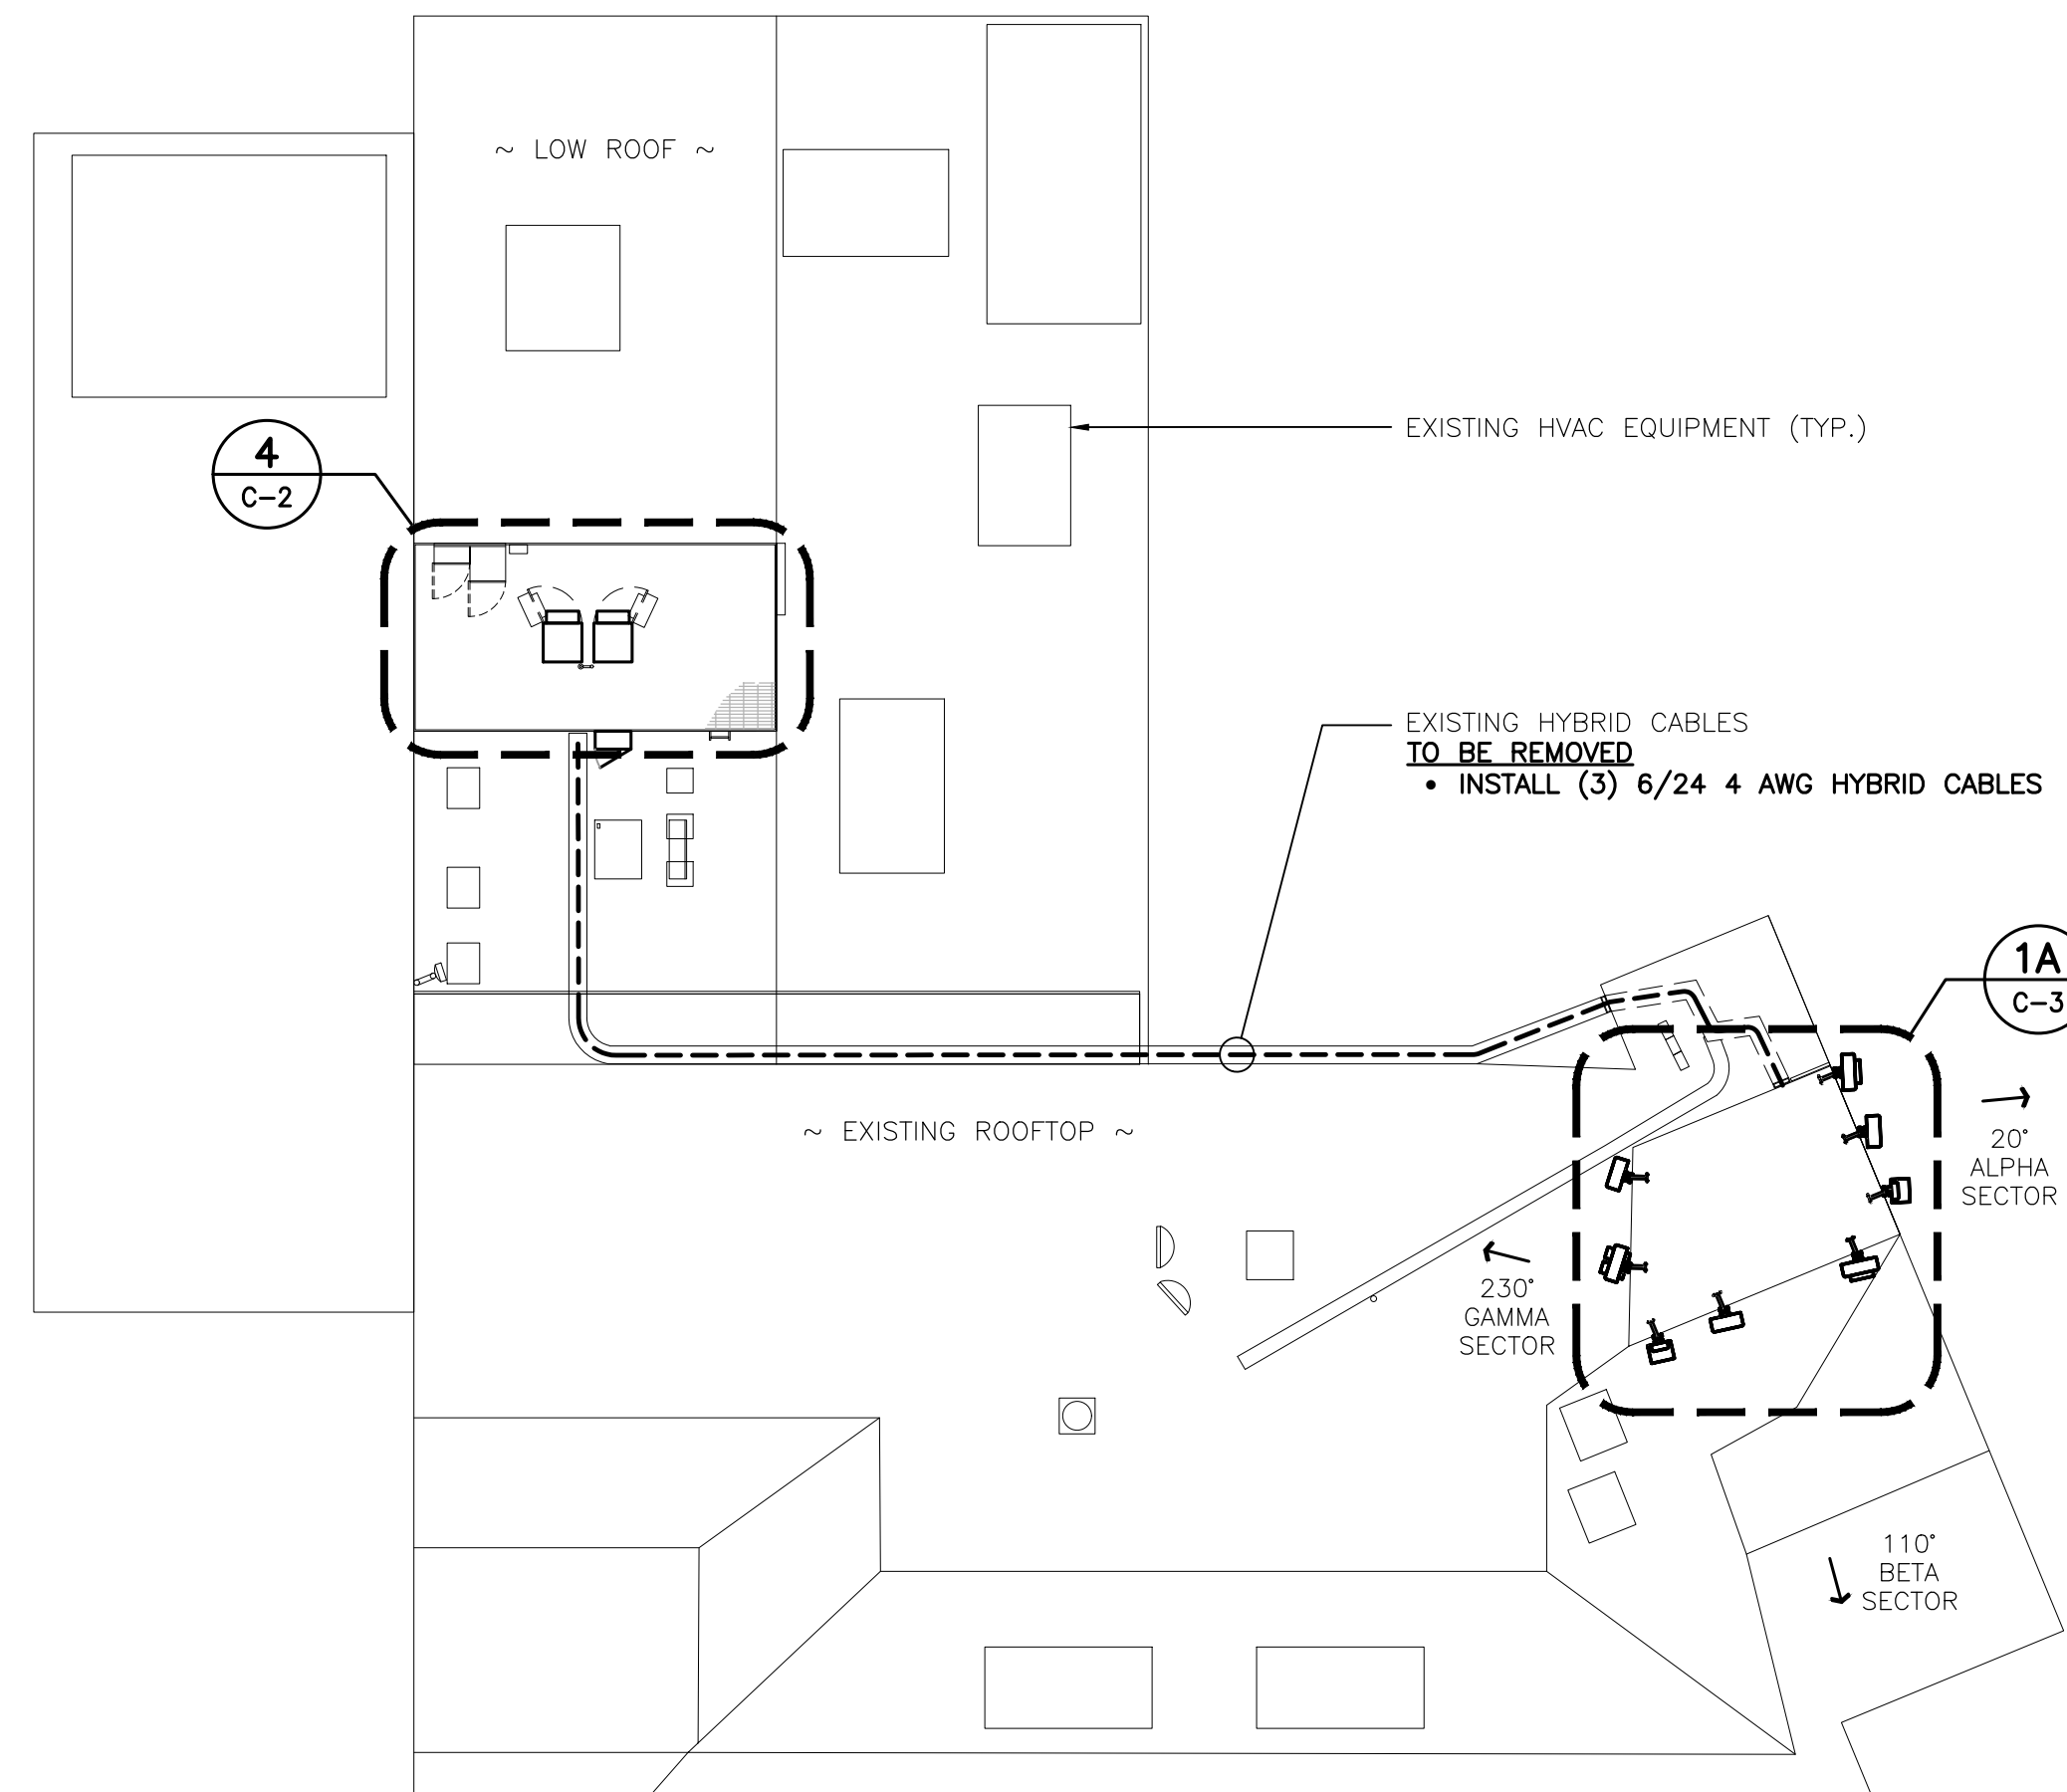 ~ LOW ROOF ~
EXISTING HVAC EQUIPMENT (TYP.)
4
C-2
EXISTING HYBRID CABLES
TO BE REMOVED
• INSTALL (3) 6/24 4 AWG HYBRID CABLES
1A
C-3
~ EXISTING ROOFTOP ~
20°
ALPHA
SECTOR
230°
GAMMA
SECTOR
110°
BETA
SECTOR